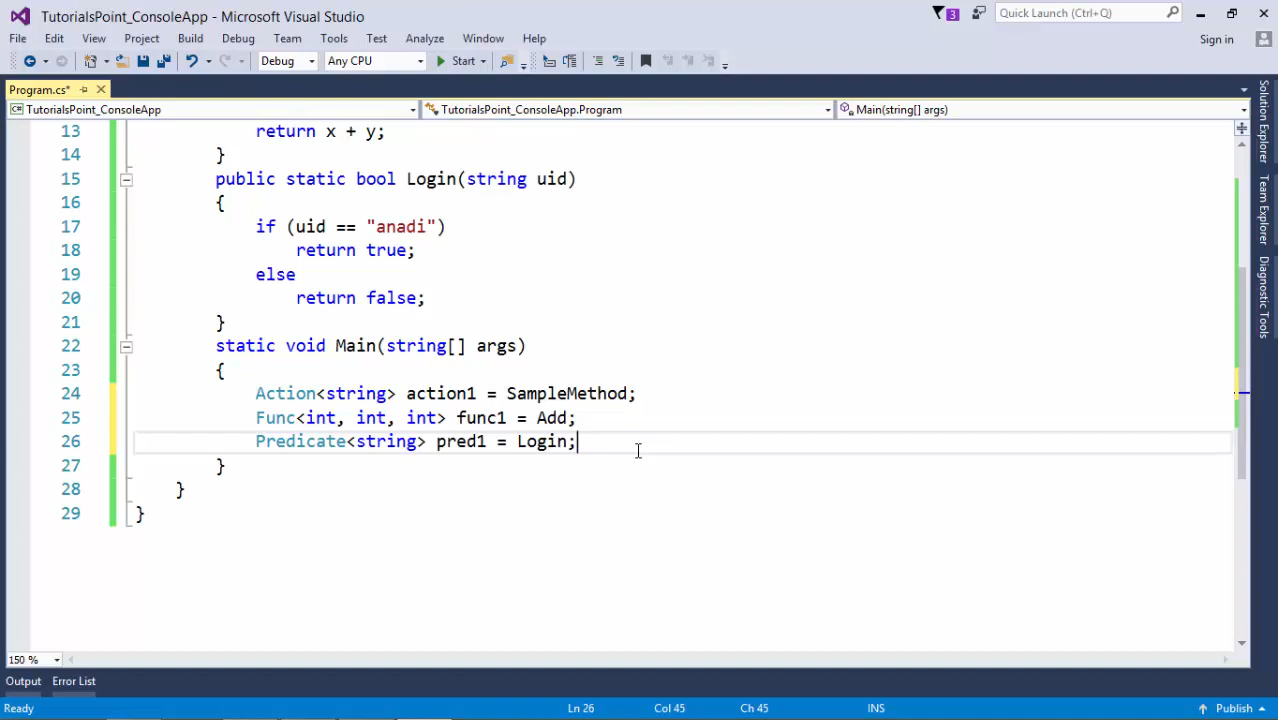 TutorialsPoint_ConsoleApp - Microsoft Visual Studio
3
Quick Launch (Ctrl+Q)
File Edit View Project Build Debug Team Tools Test Analyze Window Help
Sign in
Debug Any CPU Start
Program.cs*
TutorialsPoint_ConsoleApp TutorialsPoint_ConsoleApp.Program Main(string[] args)
13 return x + y;
14 }
15 public static bool Login(string uid)
16 {
17 if (uid == "anadi")
18 return true;
19 else
20 return false;
21 }
22 static void Main(string[] args)
23 {
24 Action<string> action1 = SampleMethod;
25 Func<int, int, int> func1 = Add;
26 Predicate<string> pred1 = Login;
27 }
28 }
29 }
Solution Explorer
Team Explorer
Diagnostic Tools
150 %
Output Error List
Ready Ln 26 Col 45 Ch 45 INS Publish